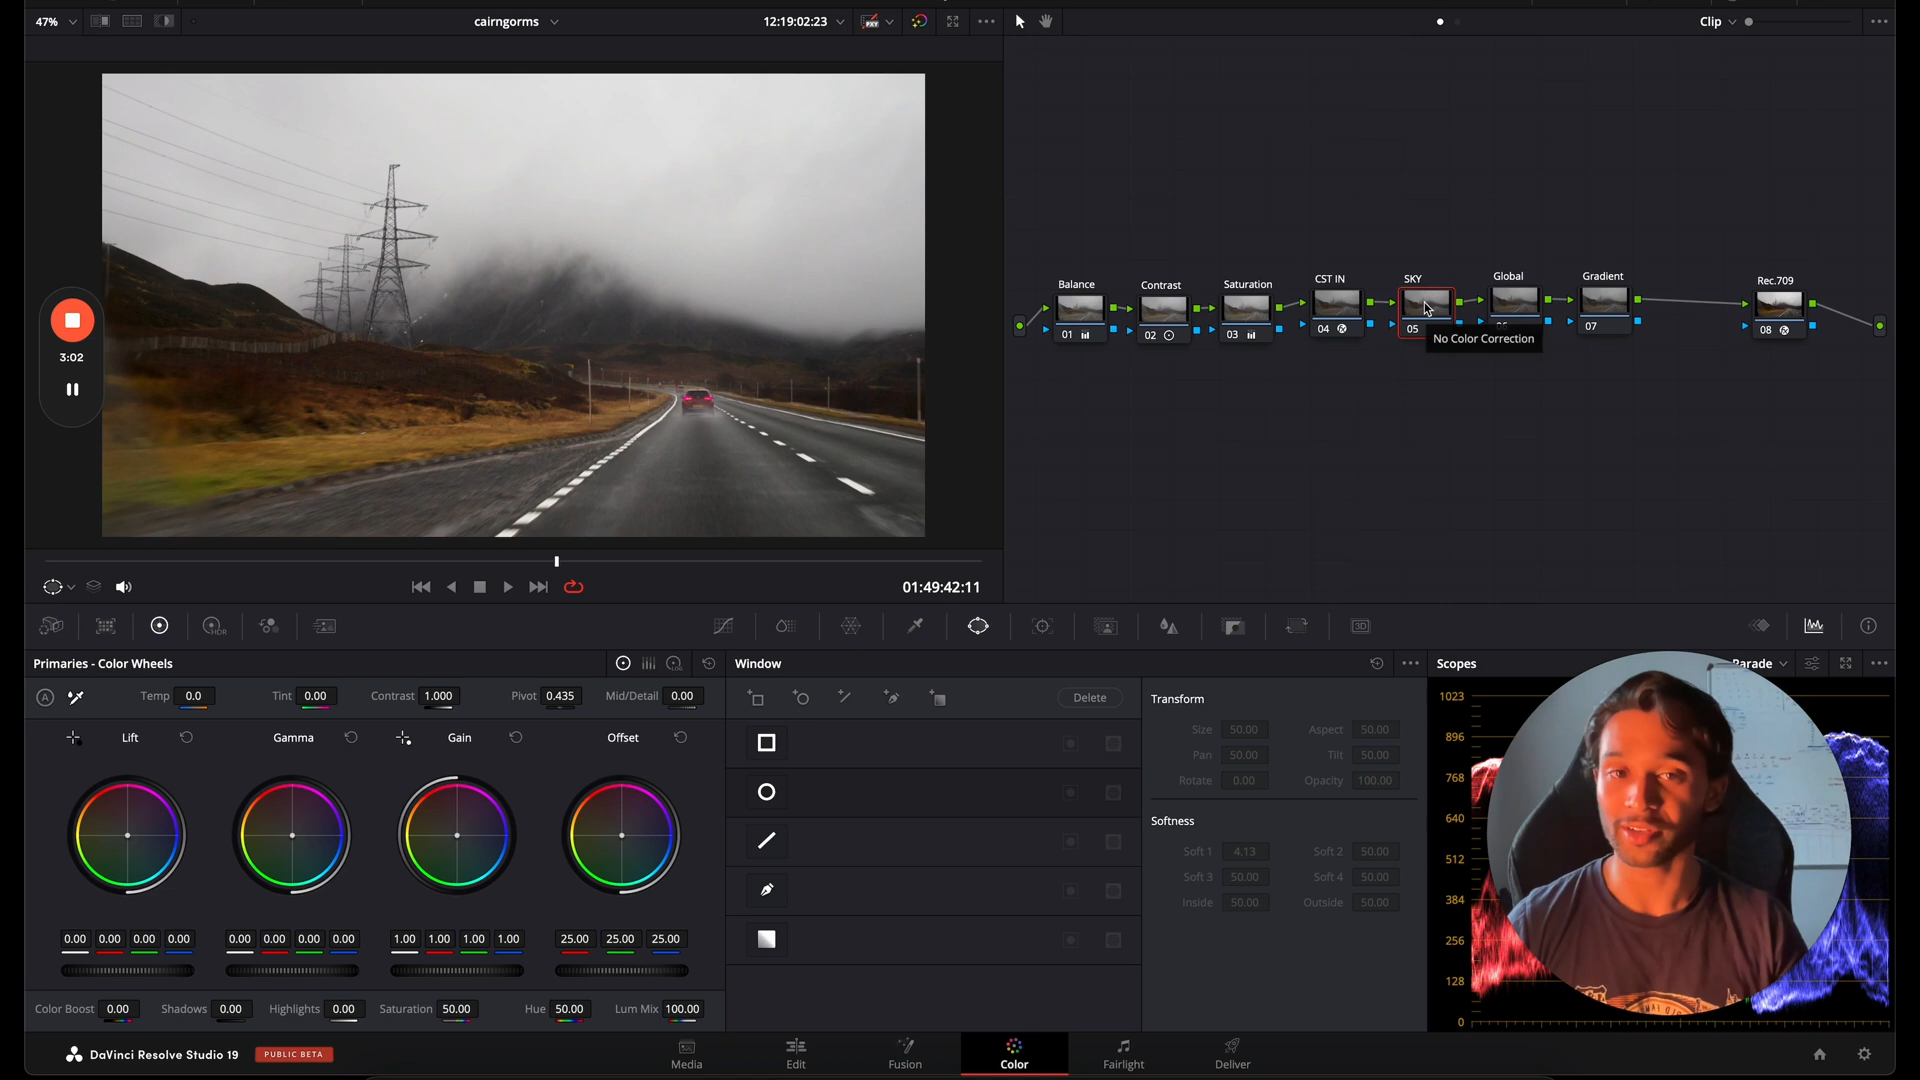 47%
cairngorms
12:19:02:23
Clip
3:02
Balance
Contrast
Saturation
CST IN
SKY
Global
Gradient
Rec.709
01
02
03
04
05
07
08
No Color Correction
01:49:42:11
HDR
3D
Primaries - Color Wheels
Window
Scopes
Parade
A
Temp 0.0
Tint 0.00
Contrast 1.000
Pivot 0.435
Mid/Detail 0.00
Delete
Transform
Lift
Gamma
Gain
Offset
Size 50.00
Aspect 50.00
Pan 50.00
Tilt 50.00
Rotate 0.00
Opacity 100.00
Softness
Soft 1 4.13
Soft 2 50.00
Soft 3 50.00
Soft 4 50.00
Inside 50.00
Outside 50.00
0.00 0.00 0.00 0.00
0.00 0.00 0.00 0.00
1.00 1.00 1.00 1.00
25.00 25.00 25.00
Color Boost 0.00
Shadows 0.00
Highlights 0.00
Saturation 50.00
Hue 50.00
Lum Mix 100.00
1023
896
768
640
512
384
256
128
0
DaVinci Resolve Studio 19
PUBLIC BETA
Media
Edit
Fusion
Color
Fairlight
Deliver